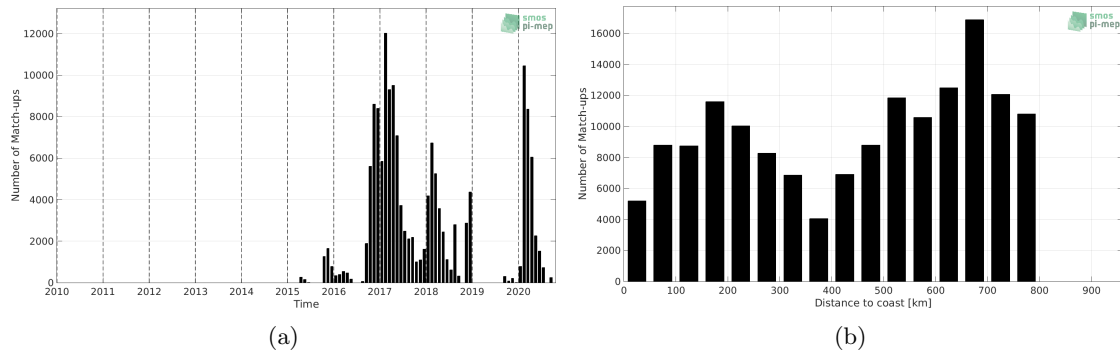 12000
10000
8000
6000
4000
2000
0
Number of Match-ups
2010 2011 2012 2013 2014 2015 2016 2017 2018 2019 2020
Time
smos
pi-mep
(a)
16000
14000
12000
10000
8000
6000
4000
2000
0
Number of Match-ups
0 100 200 300 400 500 600 700 800 900
Distance to coast [km]
smos
pi-mep
(b)